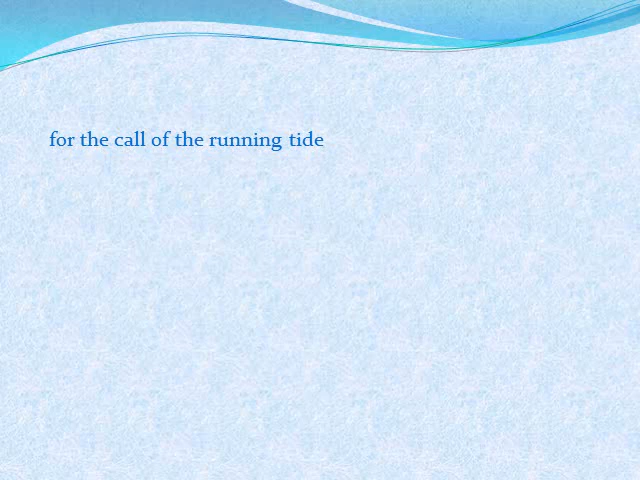 for the call of the running tide